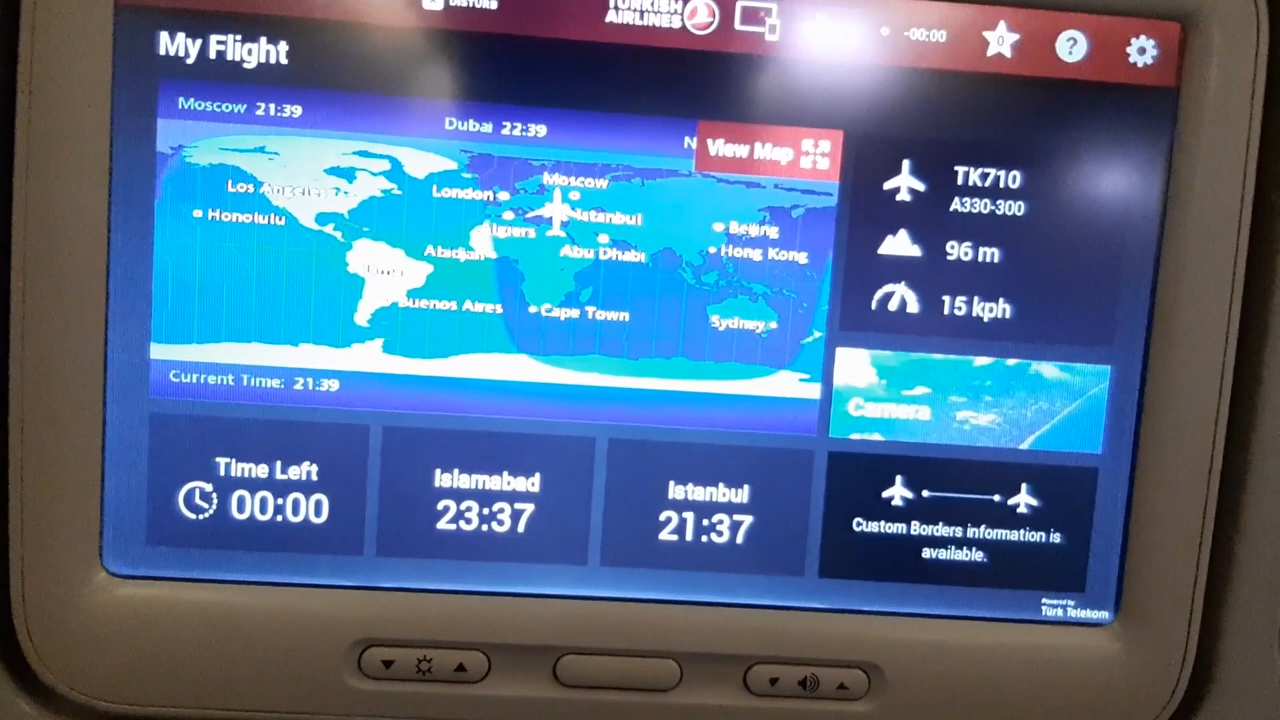 DISTURB
TURKISH
AIRLINES
-00:00
0
?
My Flight
Moscow 21:39
Dubai 22:39
N
View Map
Los Angeles
London
Moscow
Honolulu
Istanbul
Algiers
Beijing
Abidjan
Abu Dhabi
Hong Kong
Buenos Aires
Cape Town
Sydney
Current Time: 21:39
TK710
A330-300
96 m
15 kph
Camera
Time Left
00:00
Islamabad
23:37
Istanbul
21:37
Custom Borders information is
available.
Powered by
Türk Telekom